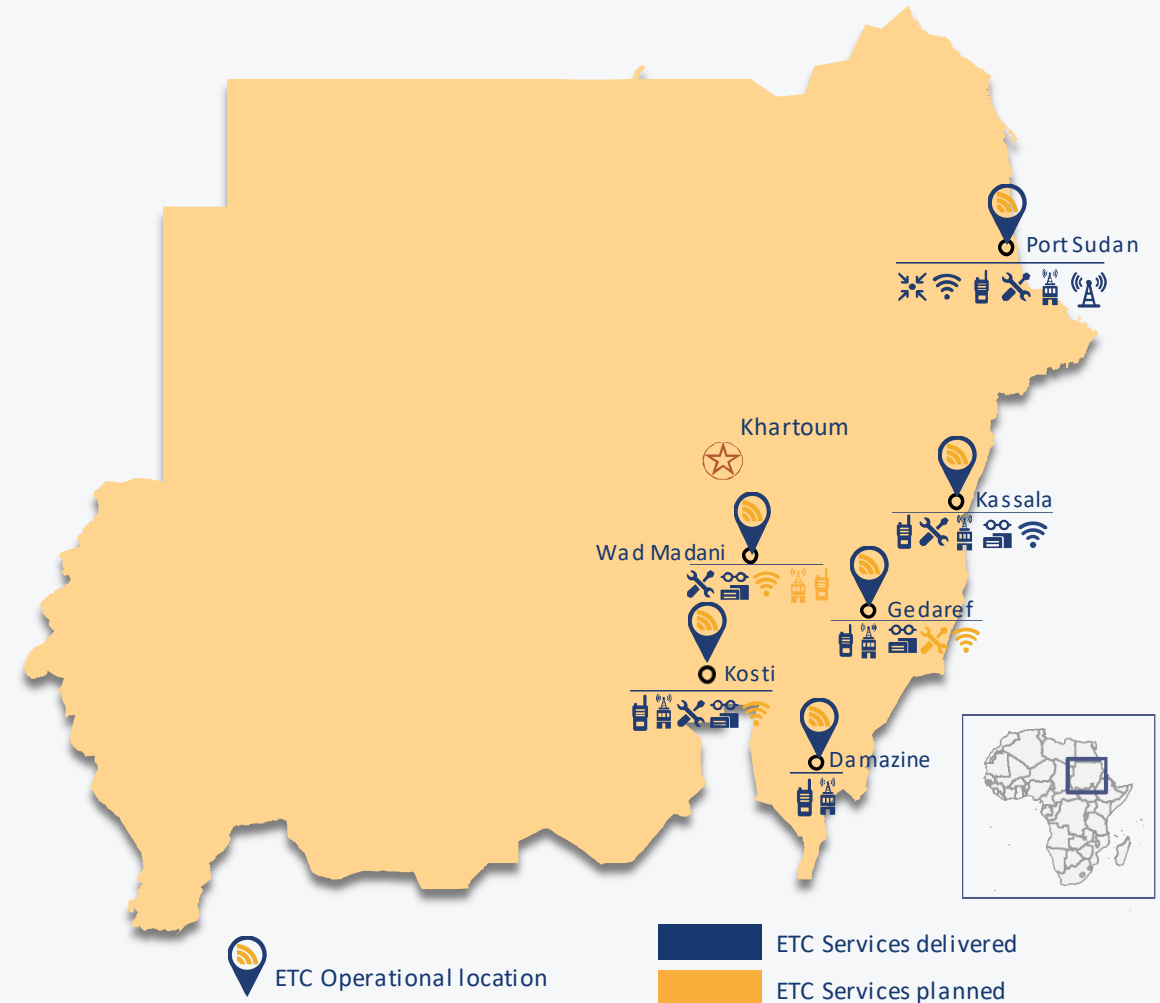 Port Sudan
Khartoum
Kassala
Wad Madani
Gedaref
Kosti
Damazine
ETC Operational location
ETC Services delivered
ETC Services planned